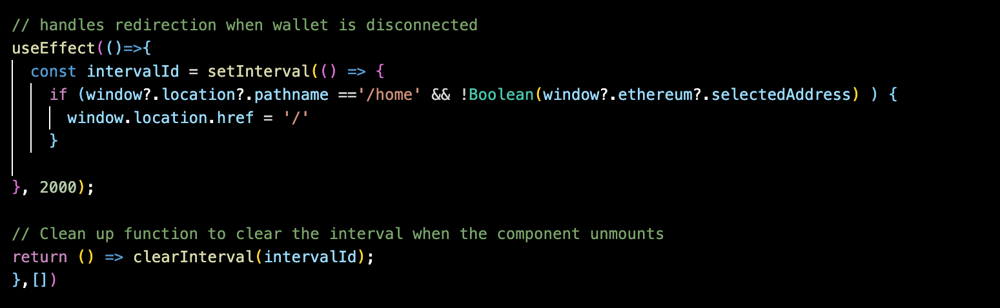 // handles redirection when wallet is disconnected
useEffect(()=>{
const intervalId = setInterval(() => {
if (window?.location?.pathname =='/home' && !Boolean(window?.ethereum?.selectedAddress) ) {
window.location.href = '/'
}
}, 2000);
// Clean up function to clear the interval when the component unmounts
return () => clearInterval(intervalId);
},[])